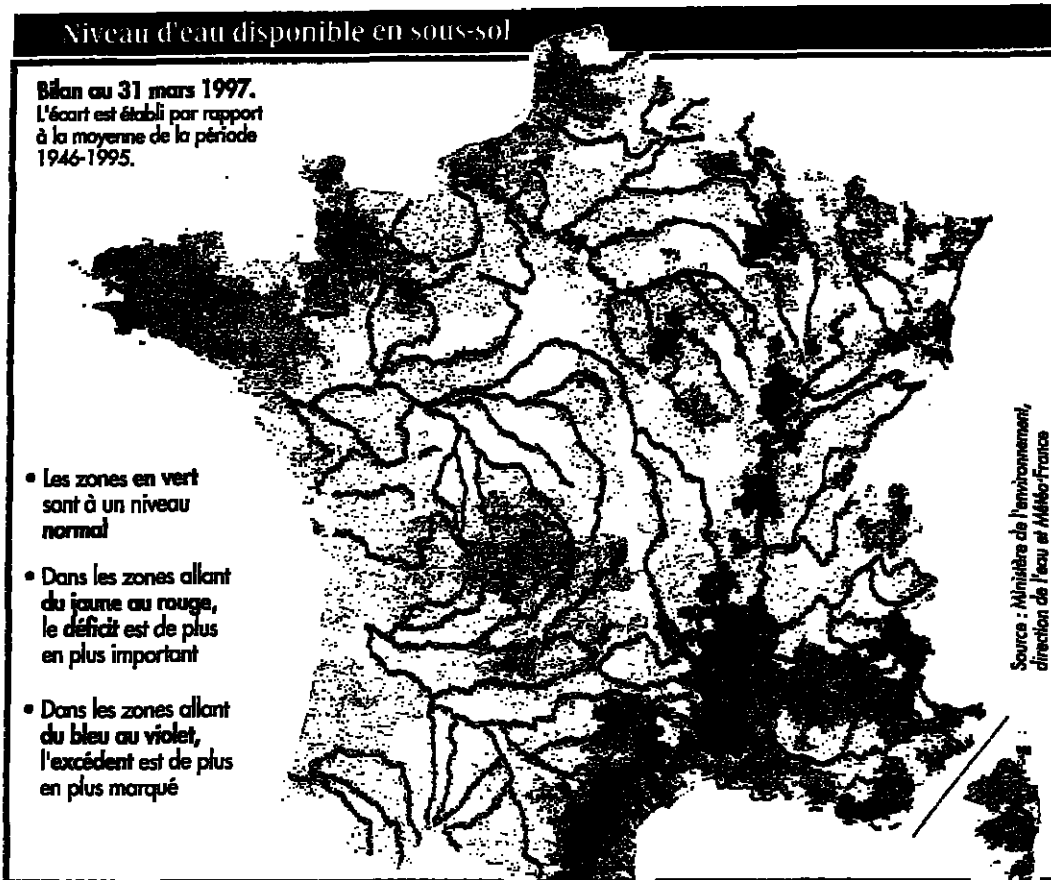 Niveau d'eau disponible en sous-sol
Bilan au 31 mars 1997.
L'écart est établi par rapport
à la moyenne de la période
1946-1995.
• Les zones en vert
sont à un niveau
normal
• Dans les zones allant
du jaune au rouge,
le déficit est de plus
en plus important
• Dans les zones allant
du bleu au violet,
l'excédent est de plus
en plus marqué
Source : Ministère de l'environnement,
direction de l'eau et Météo-France